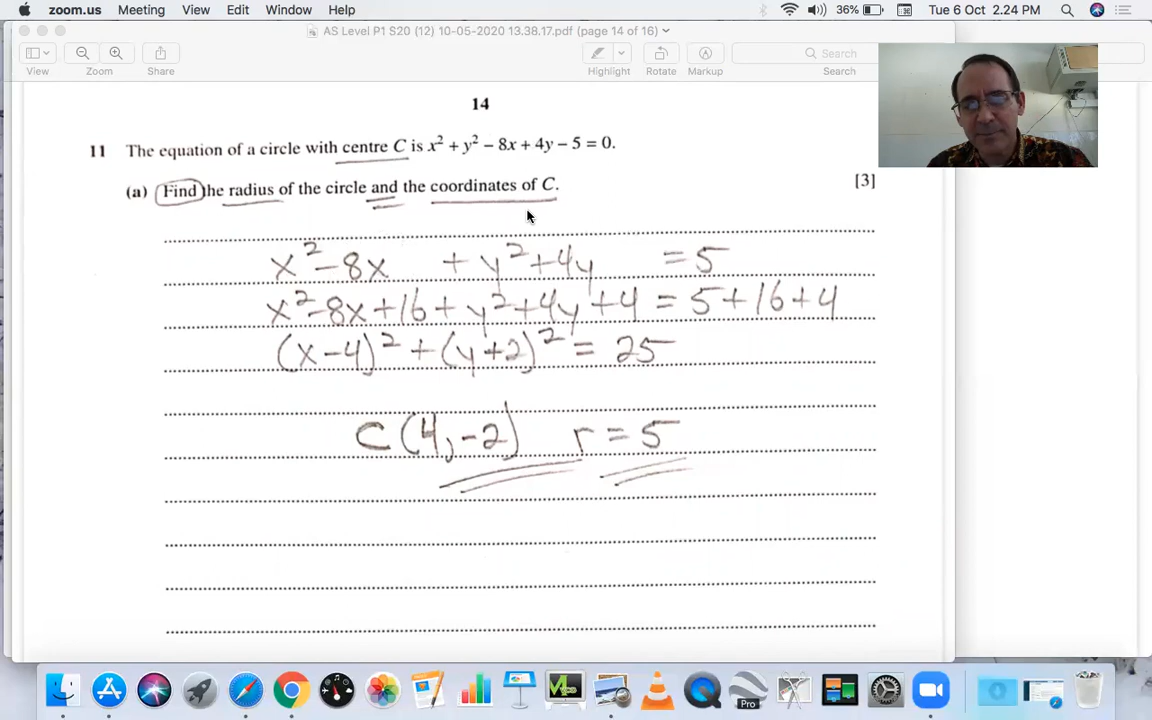 zoom.us Meeting View Edit Window Help 36% Tue 6 Oct 2.24 PM
AS Level P1 S20 (12) 10-05-2020 13.38.17.pdf (page 14 of 16)
View Zoom Share Highlight Rotate Markup Search
Search
14
11 The equation of a circle with centre C is x² + y² − 8x + 4y − 5 = 0.
(a) Find the radius of the circle and the coordinates of C. [3]
x² − 8x + y² + 4y = 5
x² − 8x + 16 + y² + 4y + 4 = 5 + 16 + 4
(x − 4)² + (y + 2)² = 25
C (4, −2) r = 5
Pro